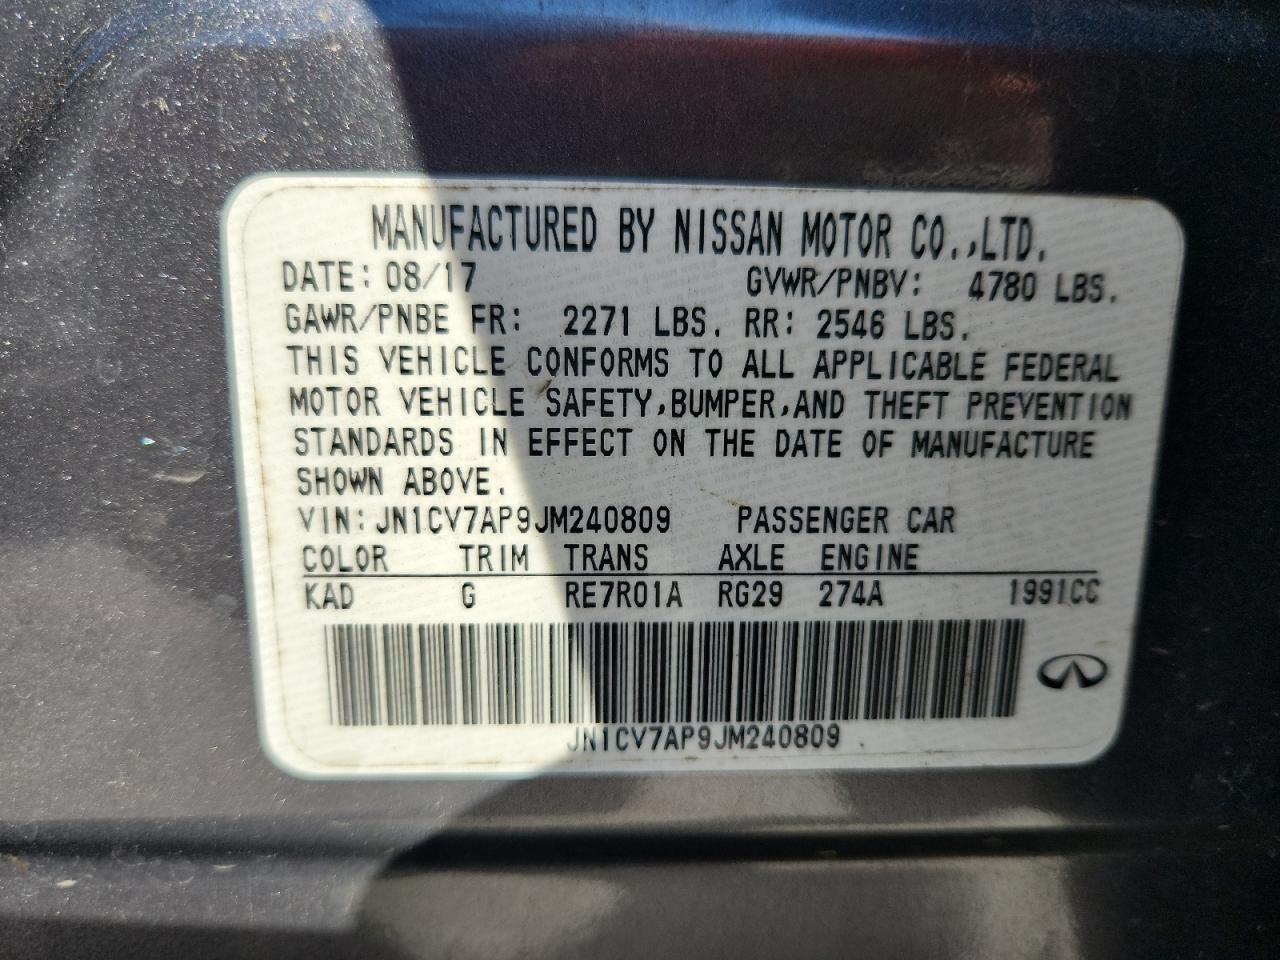 MANUFACTURED BY NISSAN MOTOR CO.,LTD.
DATE: 08/17 GVWR/PNBV: 4780 LBS.
GAWR/PNBE FR: 2271 LBS. RR: 2546 LBS.
THIS VEHICLE CONFORMS TO ALL APPLICABLE FEDERAL
MOTOR VEHICLE SAFETY,BUMPER,AND THEFT PREVENTION
STANDARDS IN EFFECT ON THE DATE OF MANUFACTURE
SHOWN ABOVE.
VIN:JN1CV7AP9JM240809 PASSENGER CAR
COLOR TRIM TRANS AXLE ENGINE
KAD G RE7R01A RG29 274A 1991CC
JN1CV7AP9JM240809